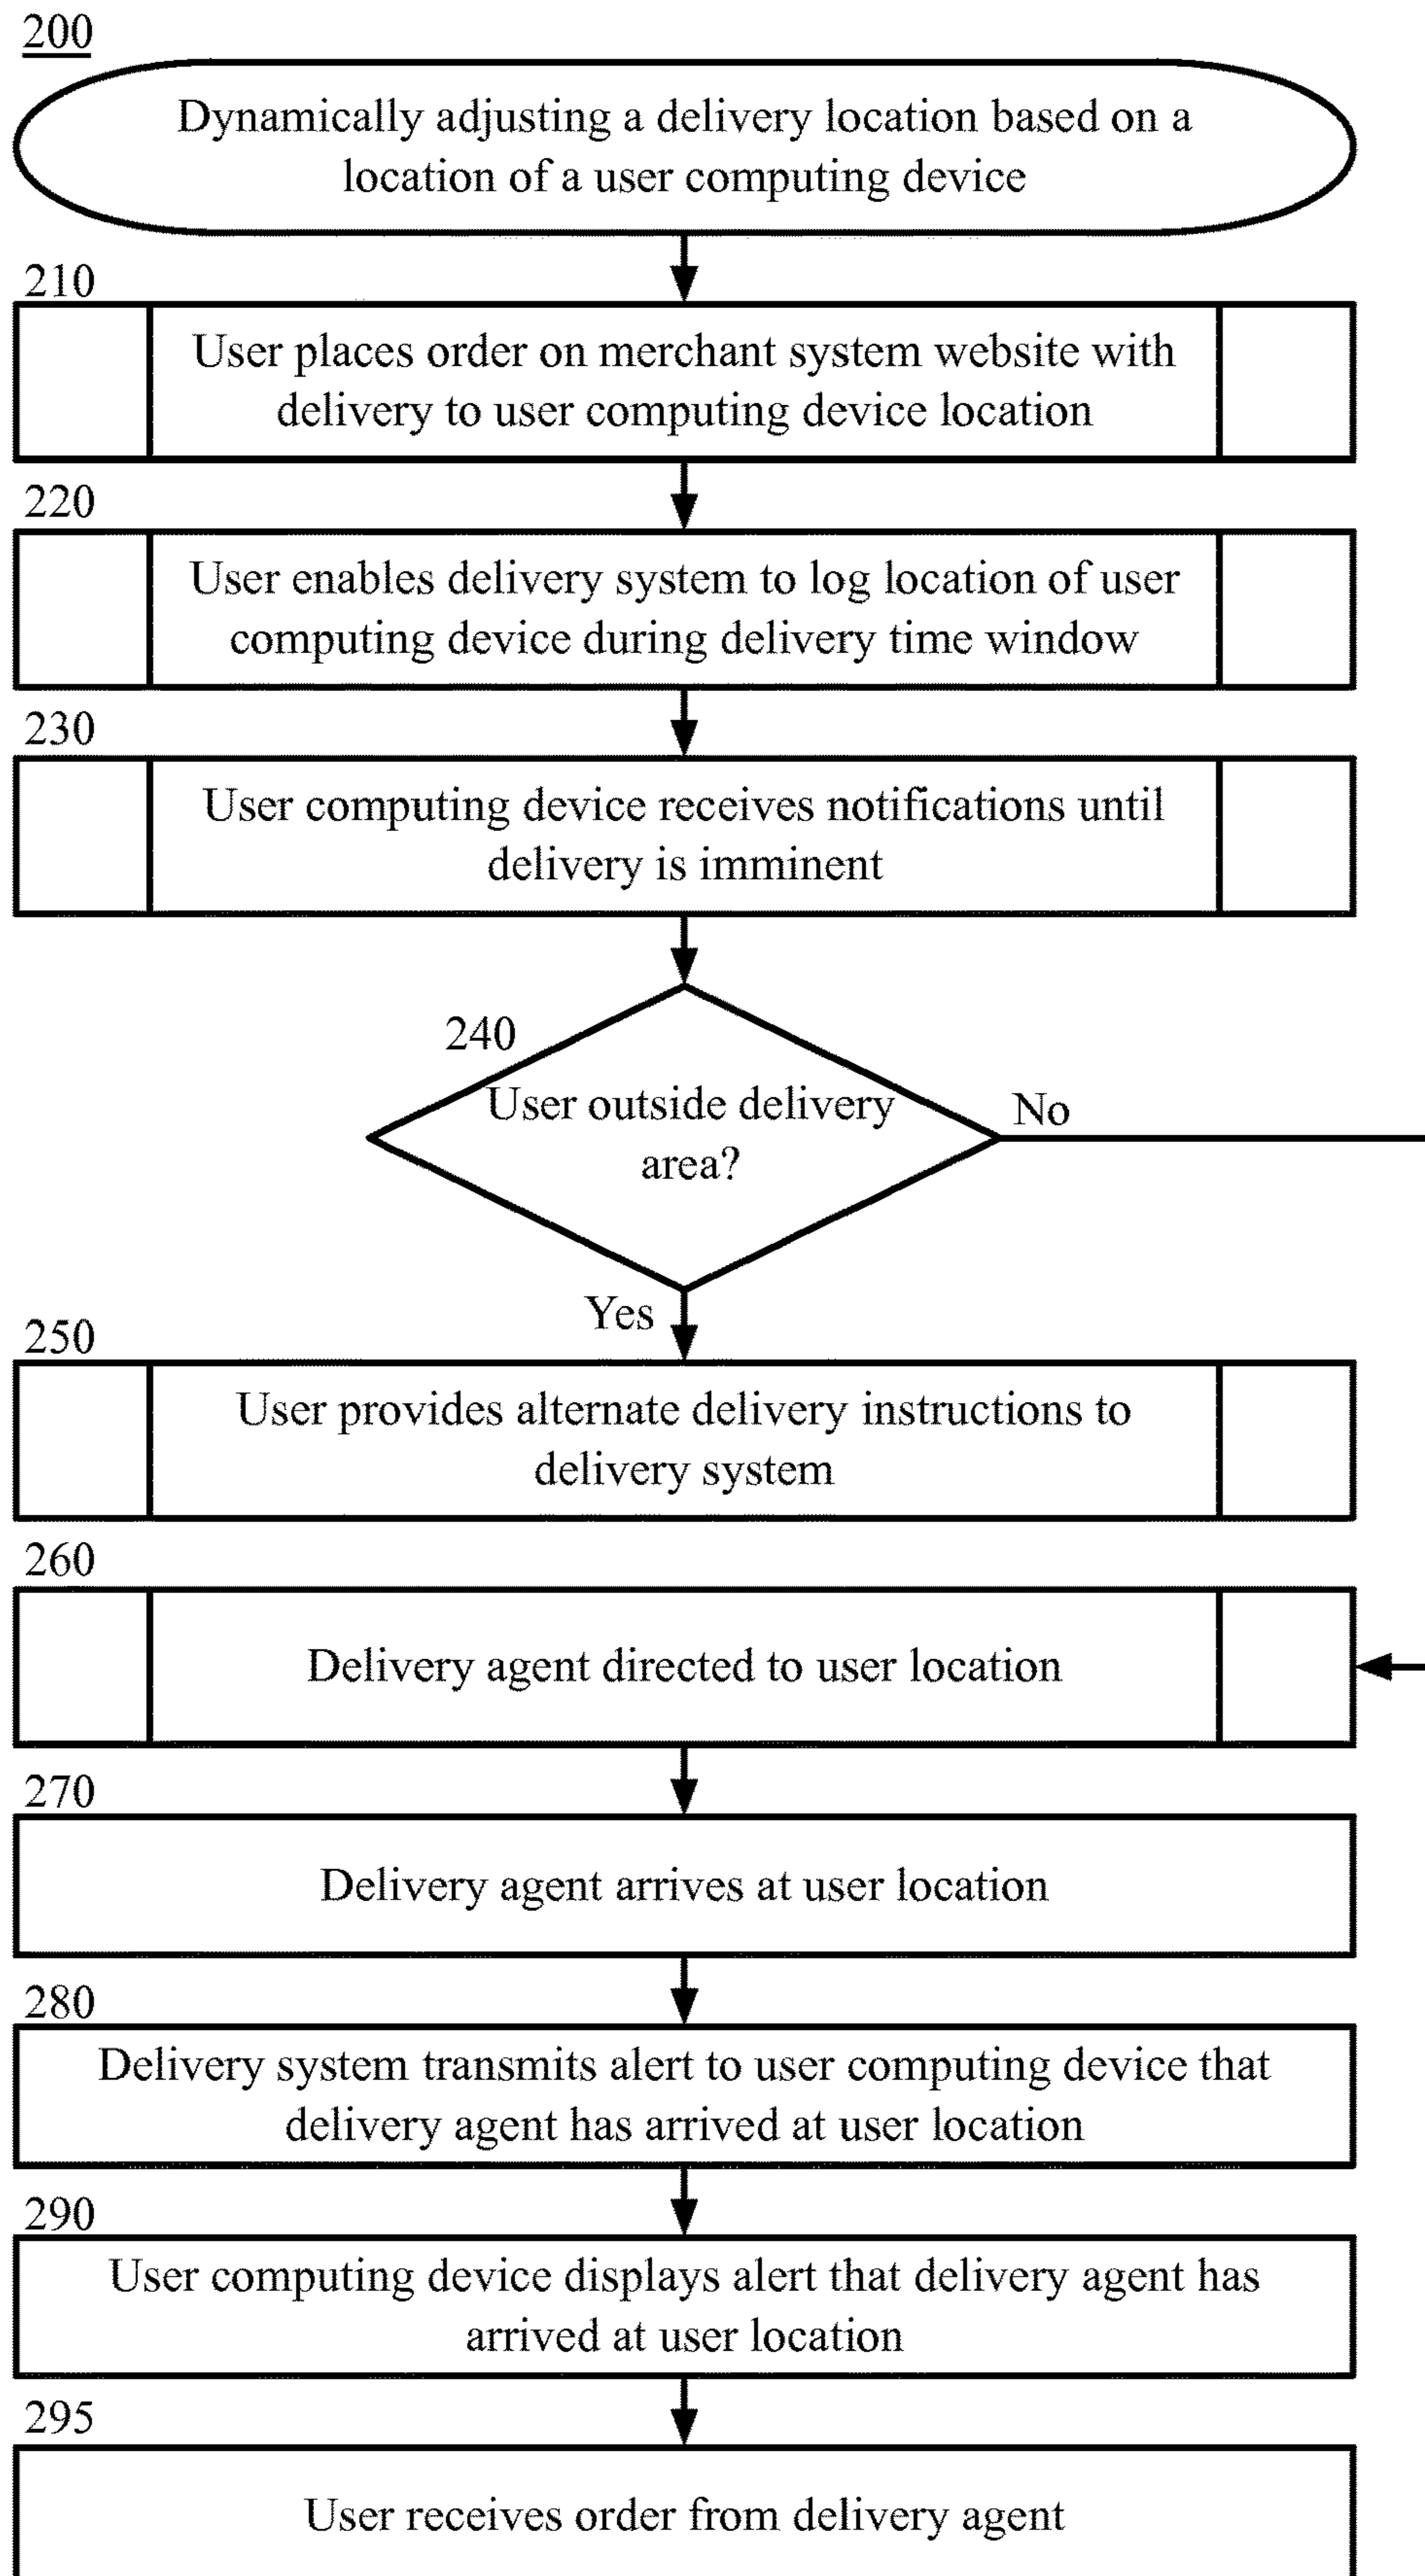 200
Dynamically adjusting a delivery location based on a
location of a user computing device
210
User places order on merchant system website with
delivery to user computing device location
220
User enables delivery system to log location of user
computing device during delivery time window
230
User computing device receives notifications until
delivery is imminent
240
User outside delivery
area?
No
Yes
250
User provides alternate delivery instructions to
delivery system
260
Delivery agent directed to user location
270
Delivery agent arrives at user location
280
Delivery system transmits alert to user computing device that
delivery agent has arrived at user location
290
User computing device displays alert that delivery agent has
arrived at user location
295
User receives order from delivery agent